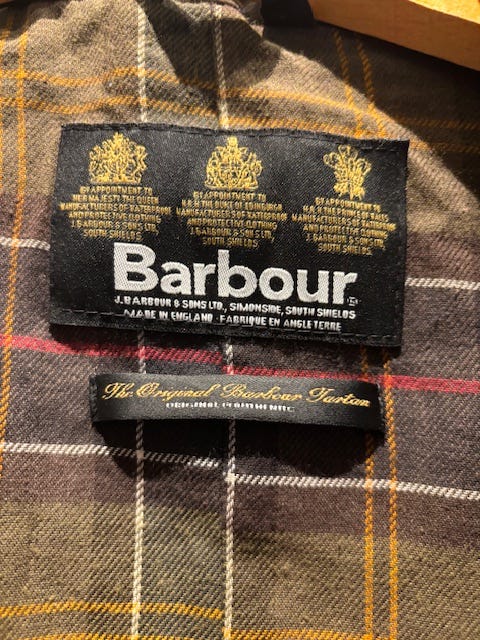 BY APPOINTMENT TO
HER MAJESTY THE QUEEN
MANUFACTURERS OF WATERPROOF
AND PROTECTIVE CLOTHING
J. BARBOUR & SONS LTD,
SOUTH SHIELDS
BY APPOINTMENT TO
H.R.H. THE DUKE OF EDINBURGH
MANUFACTURERS OF WATERPROOF
AND PROTECTIVE CLOTHING
J. BARBOUR & SONS LTD,
SOUTH SHIELDS
BY APPOINTMENT TO
H.R.H. THE PRINCE OF WALES
MANUFACTURERS OF WATERPROOF
AND PROTECTIVE CLOTHING
J. BARBOUR & SONS LTD,
SOUTH SHIELDS
Barbour
J. BARBOUR & SONS LTD., SIMONSIDE, SOUTH SHIELDS
MADE IN ENGLAND - FABRIQUE EN ANGLETERRE
The Original Barbour Tartan
ORIGINAL